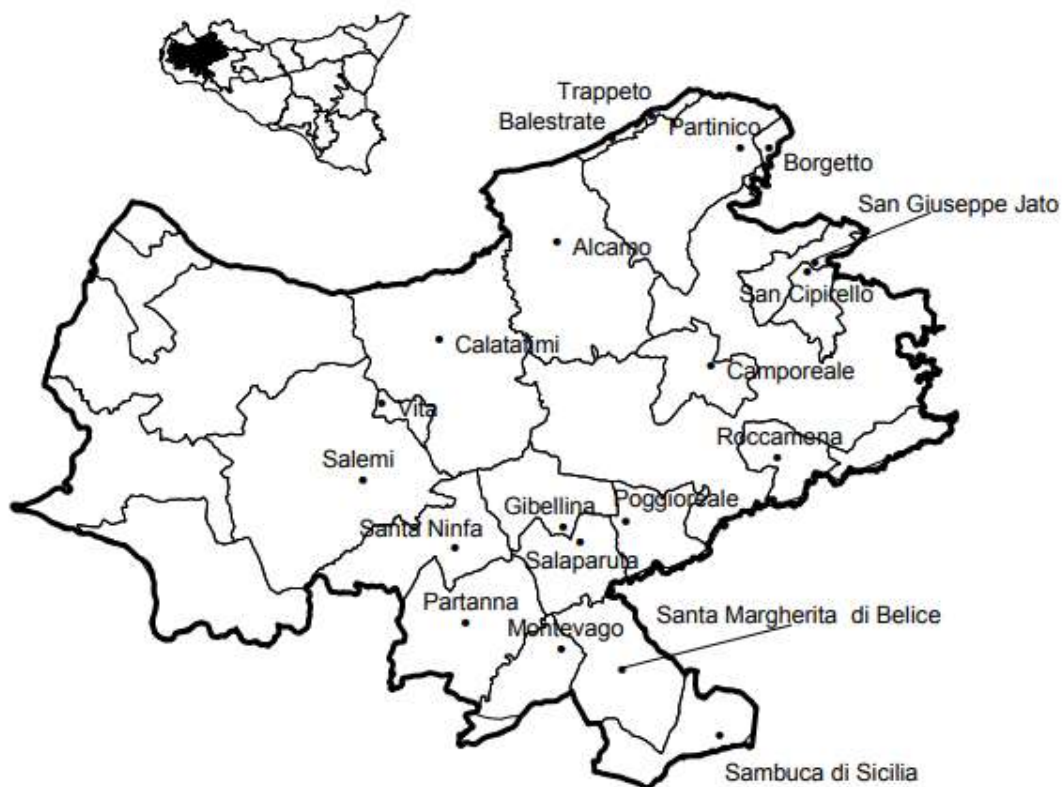 Trappeto
Balestrate
Partinico
Borgetto
San Giuseppe Jato
Alcamo
San Cipirello
Calatafimi
Camporeale
Vita
Roccamena
Salemi
Gibellina
Poggioreale
Santa Ninfa
Salaparuta
Partanna
Santa Margherita di Belice
Montevago
Sambuca di Sicilia